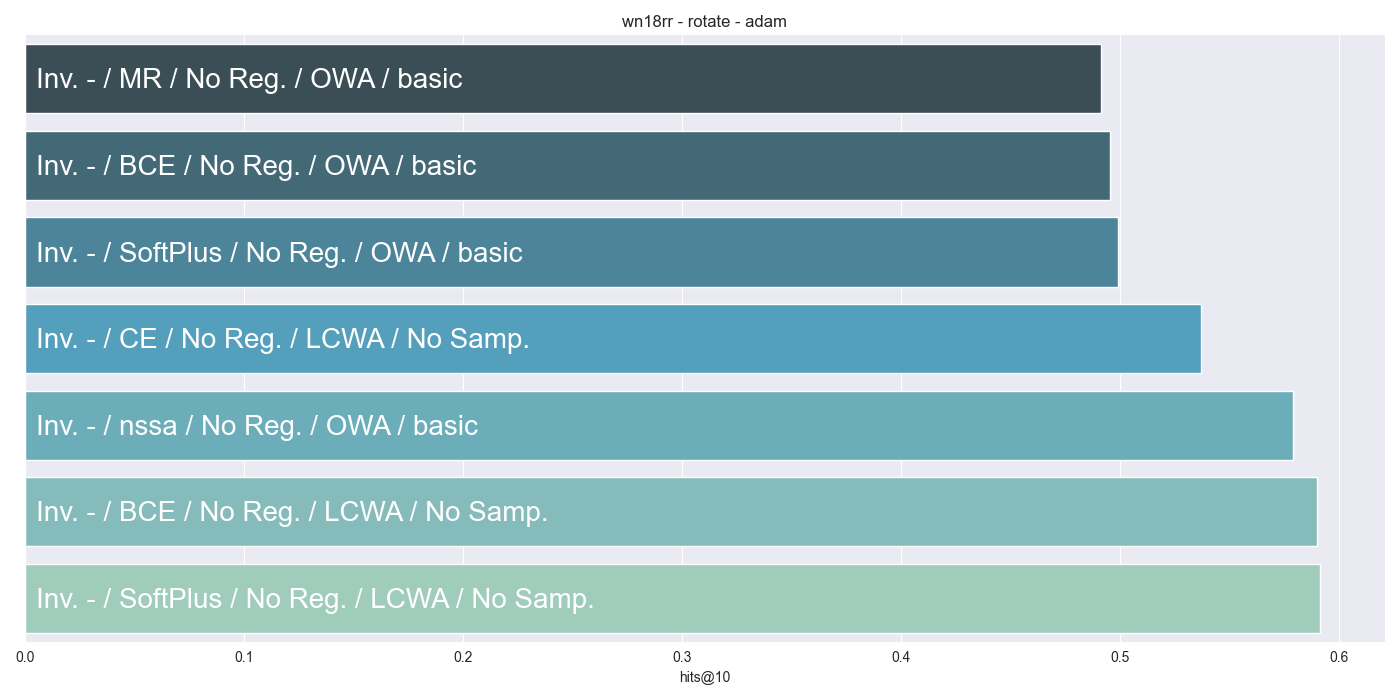 wn18rr - rotate - adam
Inv. - / MR / No Reg. / OWA / basic
Inv. - / BCE / No Reg. / OWA / basic
Inv. - / SoftPlus / No Reg. / OWA / basic
Inv. - / CE / No Reg. / LCWA / No Samp.
Inv. - / nssa / No Reg. / OWA / basic
Inv. - / BCE / No Reg. / LCWA / No Samp.
Inv. - / SoftPlus / No Reg. / LCWA / No Samp.
0.0 0.1 0.2 0.3 0.4 0.5 0.6
hits@10